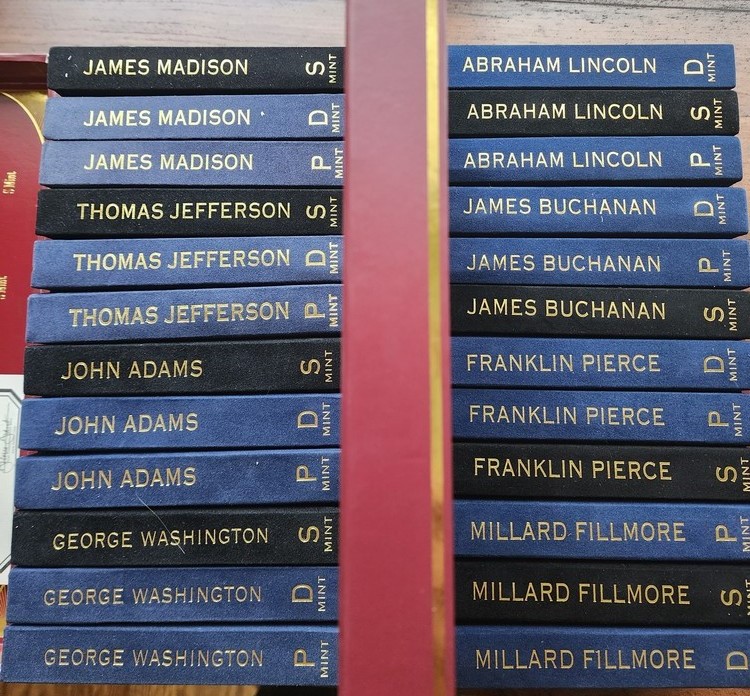 JAMES MADISON S MINT
JAMES MADISON D MINT
JAMES MADISON P MINT
THOMAS JEFFERSON S MINT
THOMAS JEFFERSON D MINT
THOMAS JEFFERSON P MINT
JOHN ADAMS S MINT
JOHN ADAMS D MINT
JOHN ADAMS P MINT
GEORGE WASHINGTON S MINT
GEORGE WASHINGTON D MINT
GEORGE WASHINGTON P MINT
ABRAHAM LINCOLN D MINT
ABRAHAM LINCOLN S MINT
ABRAHAM LINCOLN P MINT
JAMES BUCHANAN D MINT
JAMES BUCHANAN P MINT
JAMES BUCHANAN S MINT
FRANKLIN PIERCE D MINT
FRANKLIN PIERCE P MINT
FRANKLIN PIERCE S MINT
MILLARD FILLMORE P MINT
MILLARD FILLMORE S MINT
MILLARD FILLMORE D